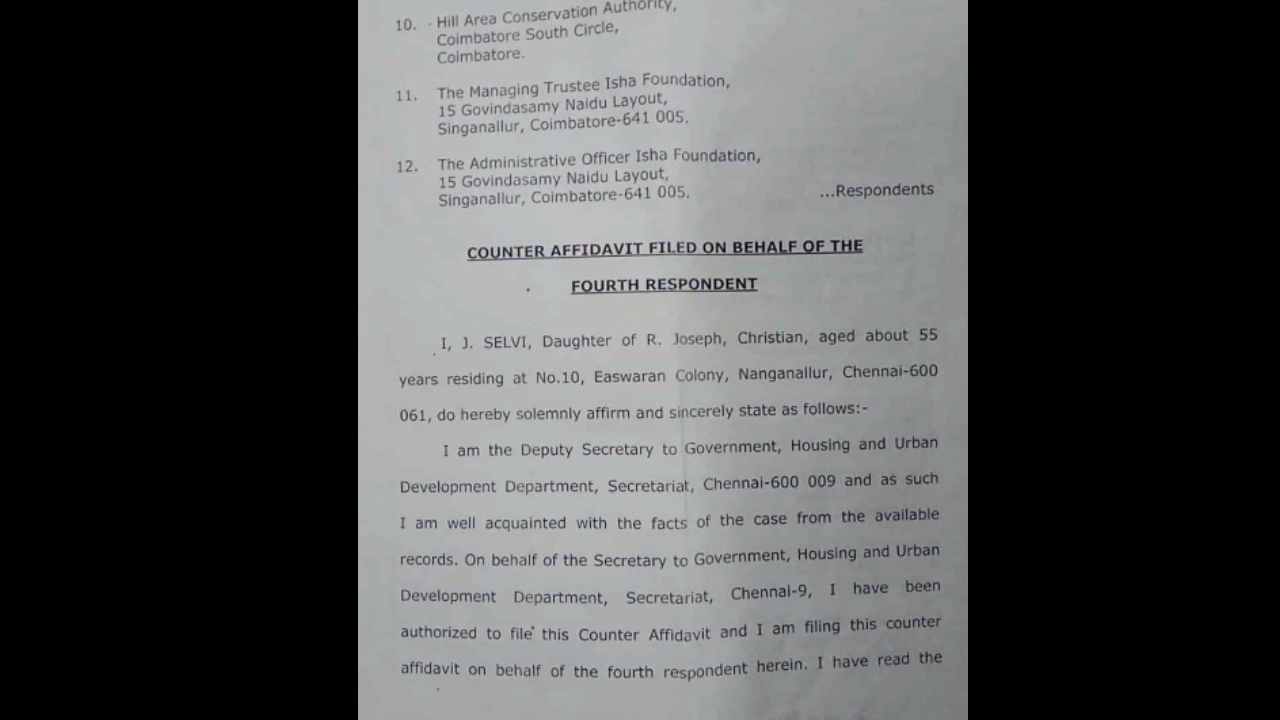 10. Hill Area Conservation Authority,
Coimbatore South Circle,
Coimbatore.
11. The Managing Trustee Isha Foundation,
15 Govindasamy Naidu Layout,
Singanallur, Coimbatore-641 005.
12. The Administrative Officer Isha Foundation,
15 Govindasamy Naidu Layout,
Singanallur, Coimbatore-641 005. ...Respondents
COUNTER AFFIDAVIT FILED ON BEHALF OF THE
FOURTH RESPONDENT
I, J. SELVI, Daughter of R. Joseph, Christian, aged about 55
years residing at No.10, Easwaran Colony, Nanganallur, Chennai-600
061, do hereby solemnly affirm and sincerely state as follows:-
I am the Deputy Secretary to Government, Housing and Urban
Development Department, Secretariat, Chennai-600 009 and as such
I am well acquainted with the facts of the case from the available
records. On behalf of the Secretary to Government, Housing and Urban
Development Department, Secretariat, Chennai-9, I have been
authorized to file this Counter Affidavit and I am filing this counter
affidavit on behalf of the fourth respondent herein. I have read the